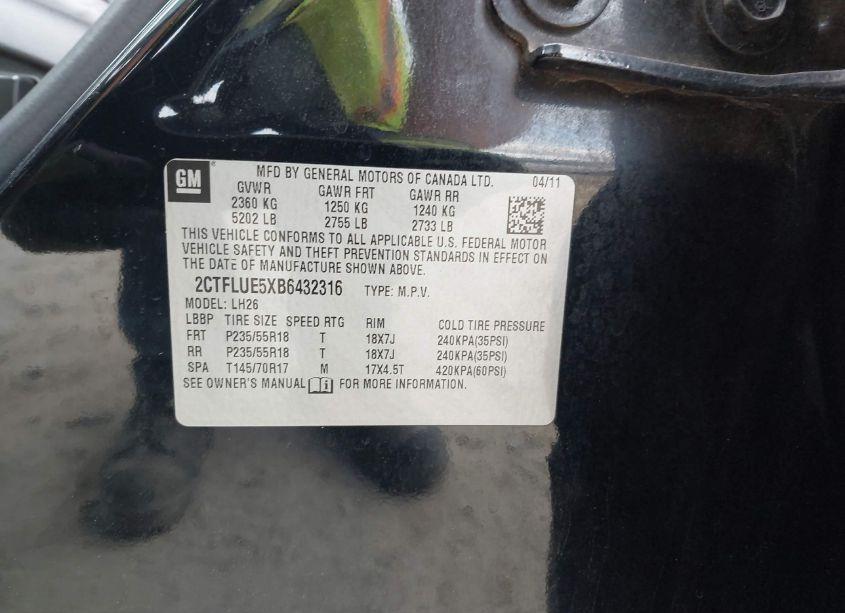 GM
MFD BY GENERAL MOTORS OF CANADA LTD. 04/11
GVWR GAWR FRT GAWR RR
2360 KG 1250 KG 1240 KG
5202 LB 2755 LB 2733 LB
THIS VEHICLE CONFORMS TO ALL APPLICABLE U.S. FEDERAL MOTOR
VEHICLE SAFETY AND THEFT PREVENTION STANDARDS IN EFFECT ON
THE DATE OF MANUFACTURE SHOWN ABOVE.
2CTFLUE5XB6432316 TYPE: M.P.V.
MODEL: LH26
LBBP TIRE SIZE SPEED RTG RIM COLD TIRE PRESSURE
FRT P235/55R18 T 18X7J 240KPA(35PSI)
RR P235/55R18 T 18X7J 240KPA(35PSI)
SPA T145/70R17 M 17X4.5T 420KPA(60PSI)
SEE OWNER'S MANUAL i FOR MORE INFORMATION.